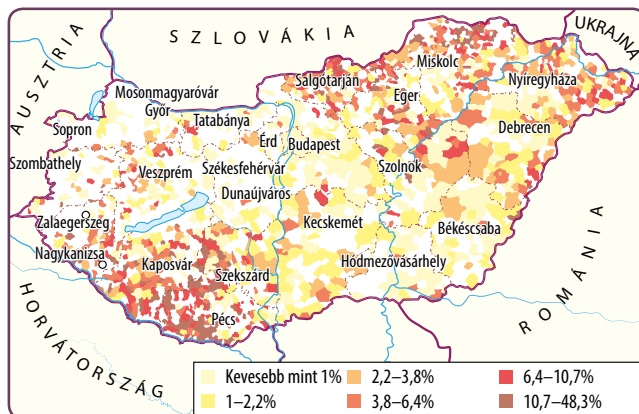 SZLOVÁKIA
UKRAJNA
AUSZTRIA
Miskolc
Salgótarján
Nyíregyháza
Mosonmagyaróvár
Eger
Győr
Tatabánya
Sopron
Debrecen
Érd
Budapest
Szombathely
Székesfehérvár
Szolnok
Veszprém
Dunaújváros
Zalaegerszeg
Kecskemét
Békéscsaba
Nagykanizsa
Kaposvár
Hódmezővásárhely
Szekszárd
Pécs
ROMÁNIA
HORVÁTORSZÁG
Kevesebb mint 1%
1–2,2%
2,2–3,8%
3,8–6,4%
6,4–10,7%
10,7–48,3%